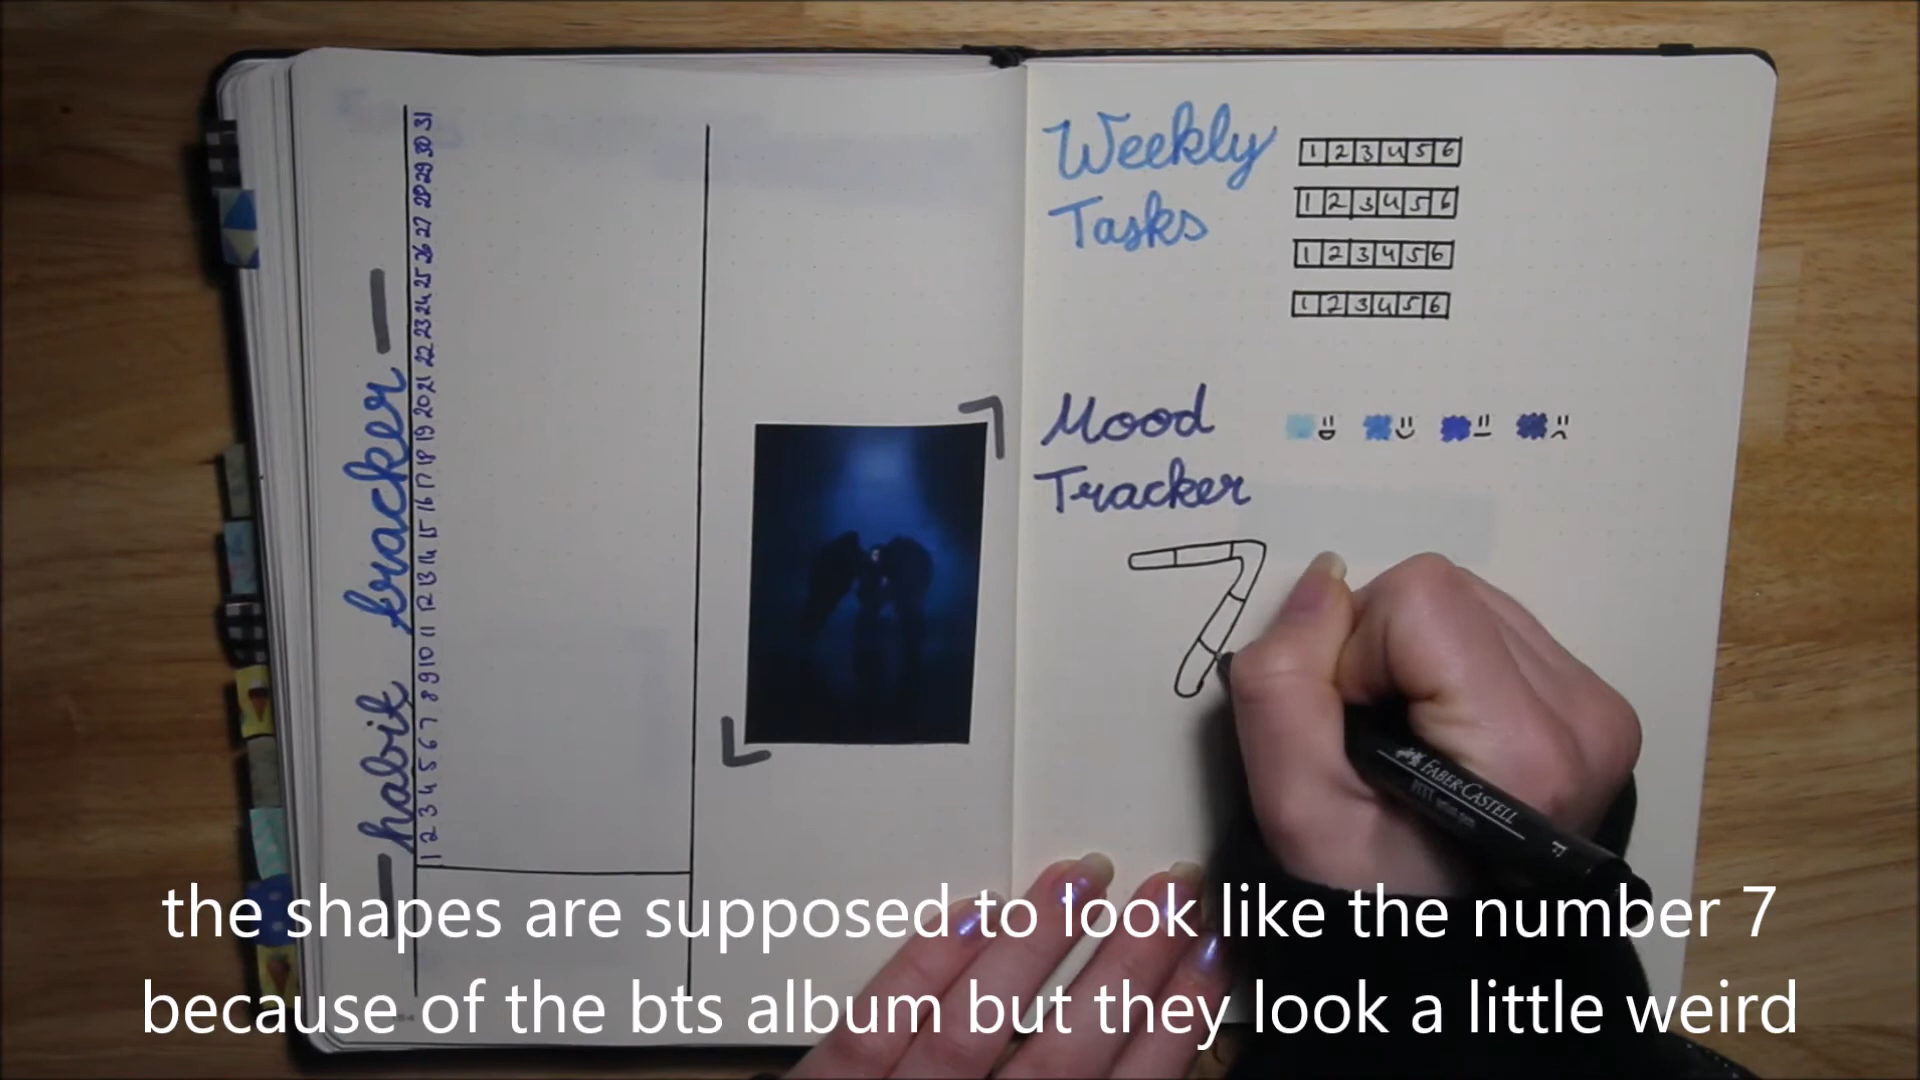 habit tracker
1 2 3 4 5 6 7 8 9 10 11 12 13 14 15 16 17 18 19 20 21 22 23 24 25 26 27 28 29 30 31
Weekly
Tasks
1 2 3 4 5 6
1 2 3 4 5 6
1 2 3 4 5 6
1 2 3 4 5 6
Mood
Tracker
7
FABER-CASTELL
the shapes are supposed to look like the number 7
because of the bts album but they look a little weird